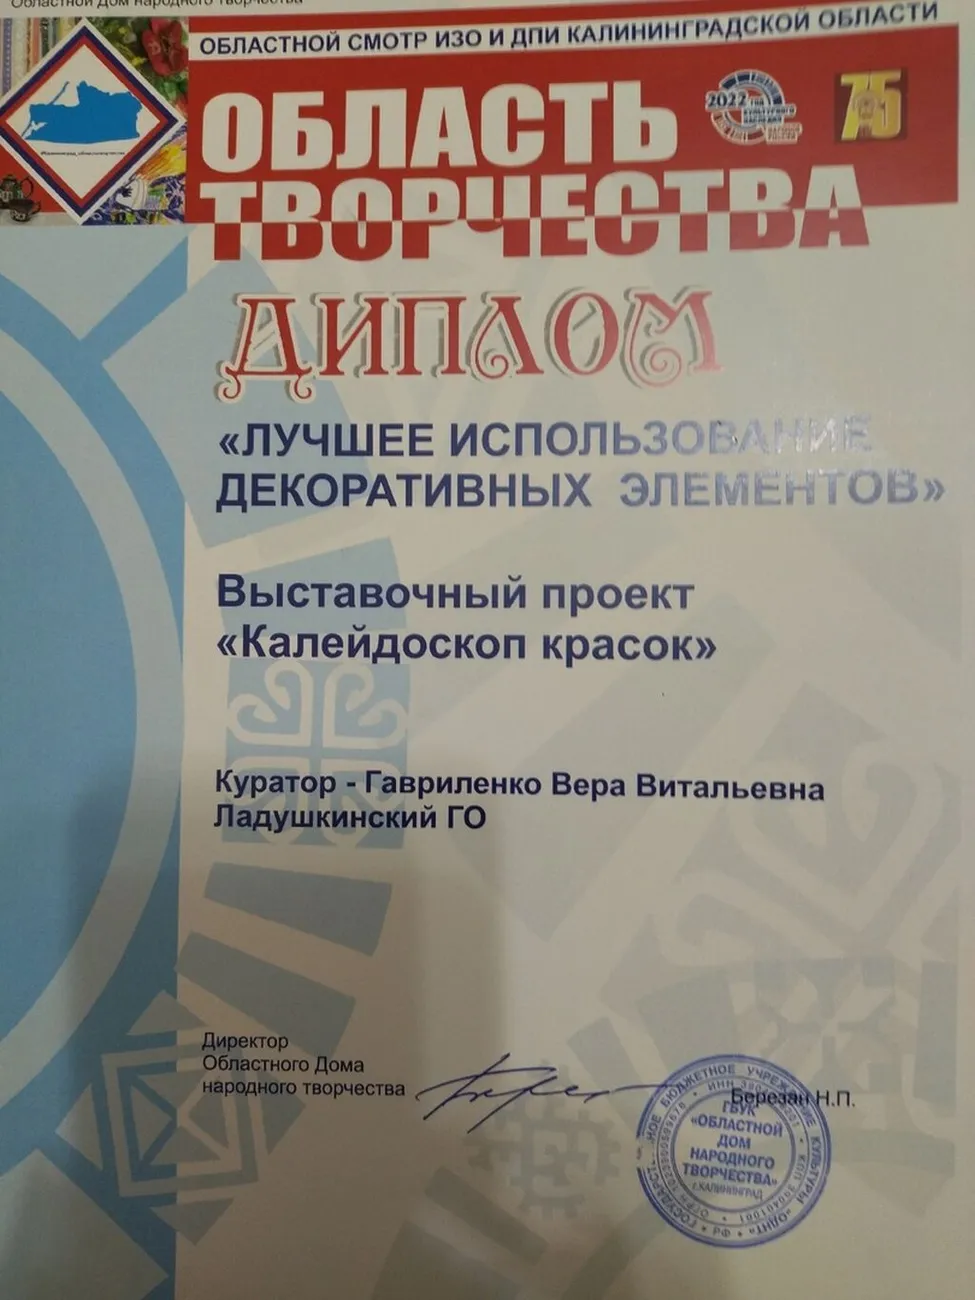 Областной Дом народного творчества
ОБЛАСТНОЙ СМОТР ИЗО И ДПИ КАЛИНИНГРАДСКОЙ ОБЛАСТИ
ОБЛАСТЬ
ТВОРЧЕСТВА
2022
75
ДИПЛОМ
«ЛУЧШЕЕ ИСПОЛЬЗОВАНИЕ
ДЕКОРАТИВНЫХ ЭЛЕМЕНТОВ»
Выставочный проект
«Калейдоскоп красок»
Куратор - Гавриленко Вера Витальевна
Ладушкинский ГО
Директор
Областного Дома
народного творчества
Березан Н.П.
ГБУК
«ОБЛАСТНОЙ
ДОМ
НАРОДНОГО
ТВОРЧЕСТВА»
г.КАЛИНИНГРАД